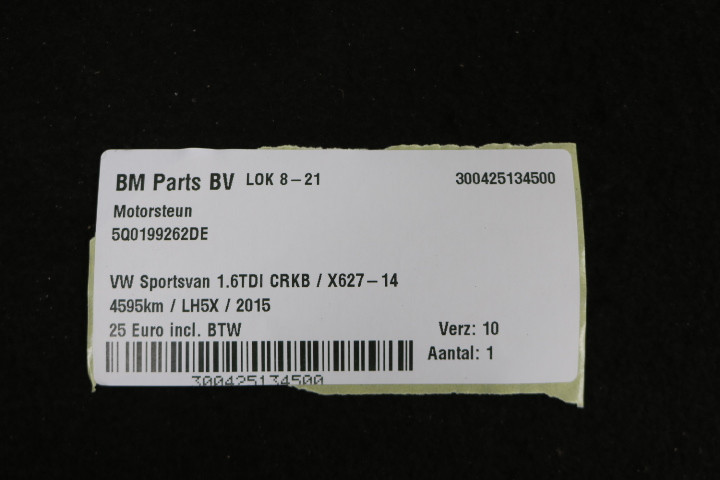 BM Parts BV LOK 8-21 300425134500
Motorsteun
5Q0199262DE
VW Sportsvan 1.6TDI CRKB / X627-14
4595km / LH5X / 2015
25 Euro incl. BTW Verz: 10
Aantal: 1
300425134500